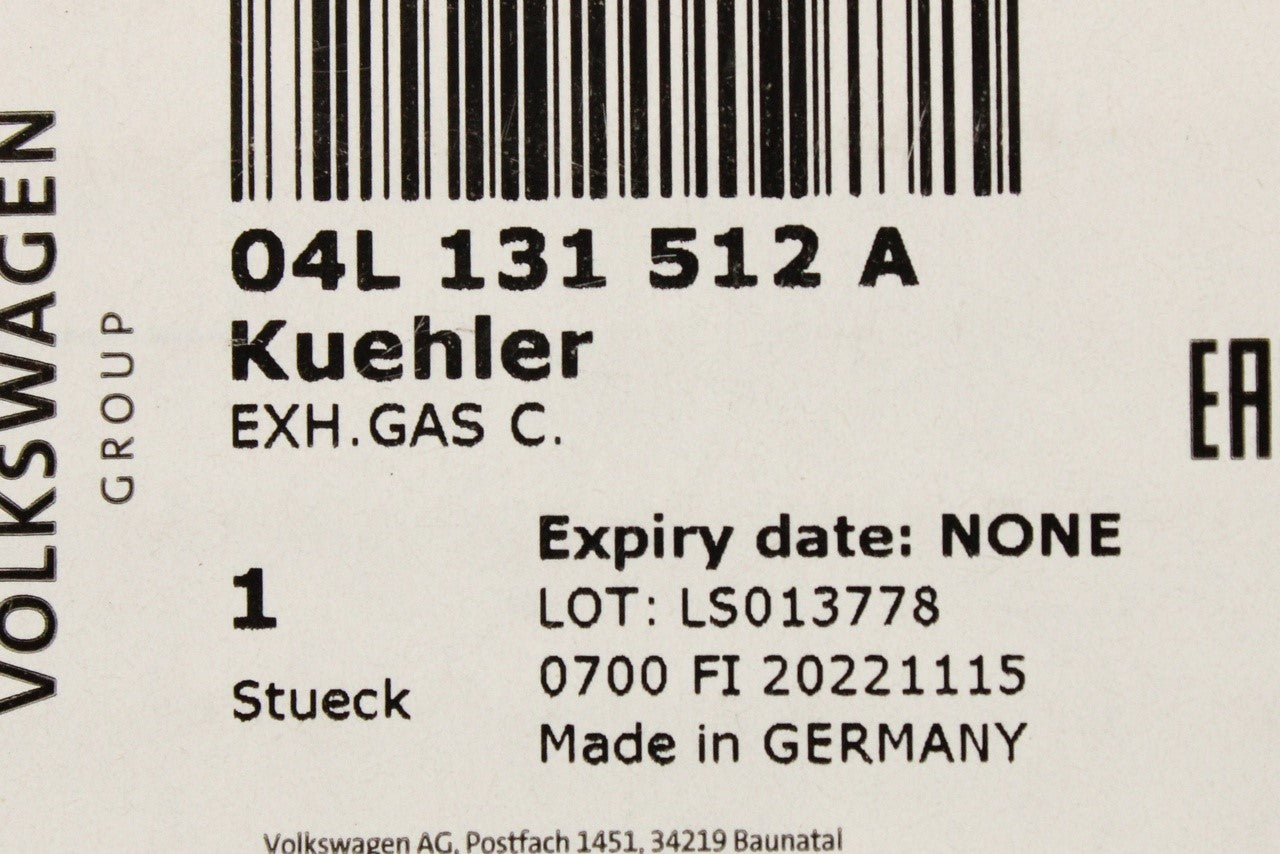 VOLKSWAGEN
GROUP
04L 131 512 A
Kuehler
EXH.GAS C.
EAC
1
Stueck
Expiry date: NONE
LOT: LS013778
0700 FI 20221115
Made in GERMANY
Volkswagen AG, Postfach 1451, 34219 Baunatal